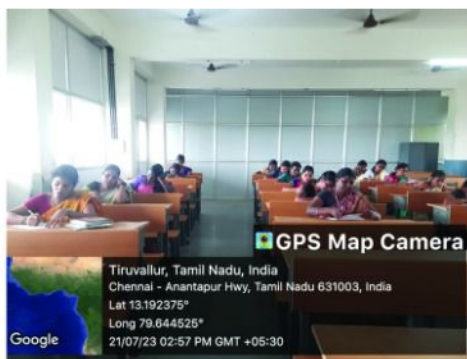 GPS Map Camera
Tiruvallur, Tamil Nadu, India
Chennai - Anantapur Hwy, Tamil Nadu 631003, India
Lat 13.192375°
Long 79.644525°
21/07/23 02:57 PM GMT +05:30
Google